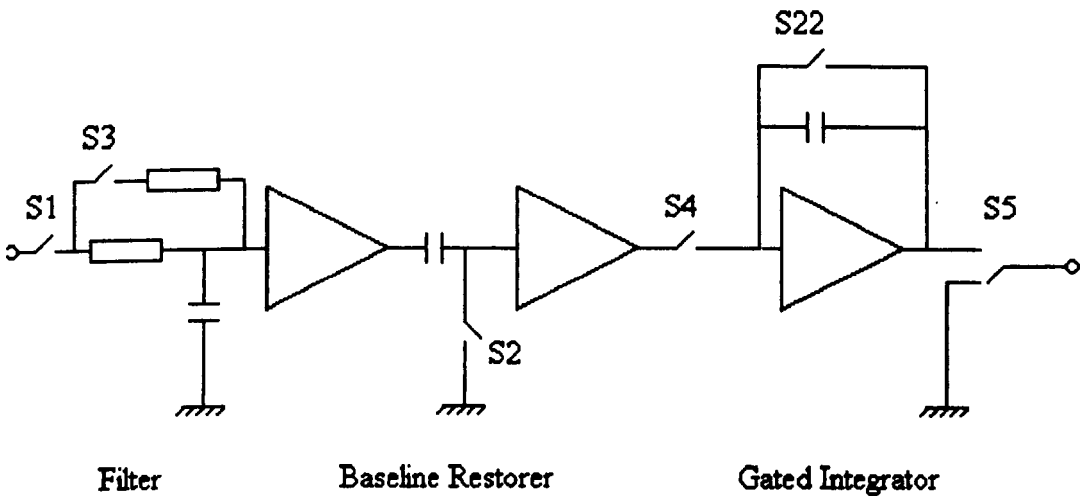 S22
S3
S1
S4
S5
S2
Filter
Baseline Restorer
Gated Integrator